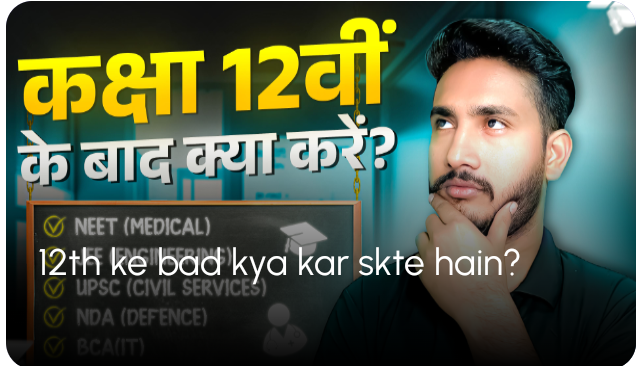 कक्षा 12वीं
के बाद क्या करें?
NEET (MEDICAL)
12th ke bad kya kar skte hain?
UPSC (CIVIL SERVICES)
NDA (DEFENCE)
BCA(IT)